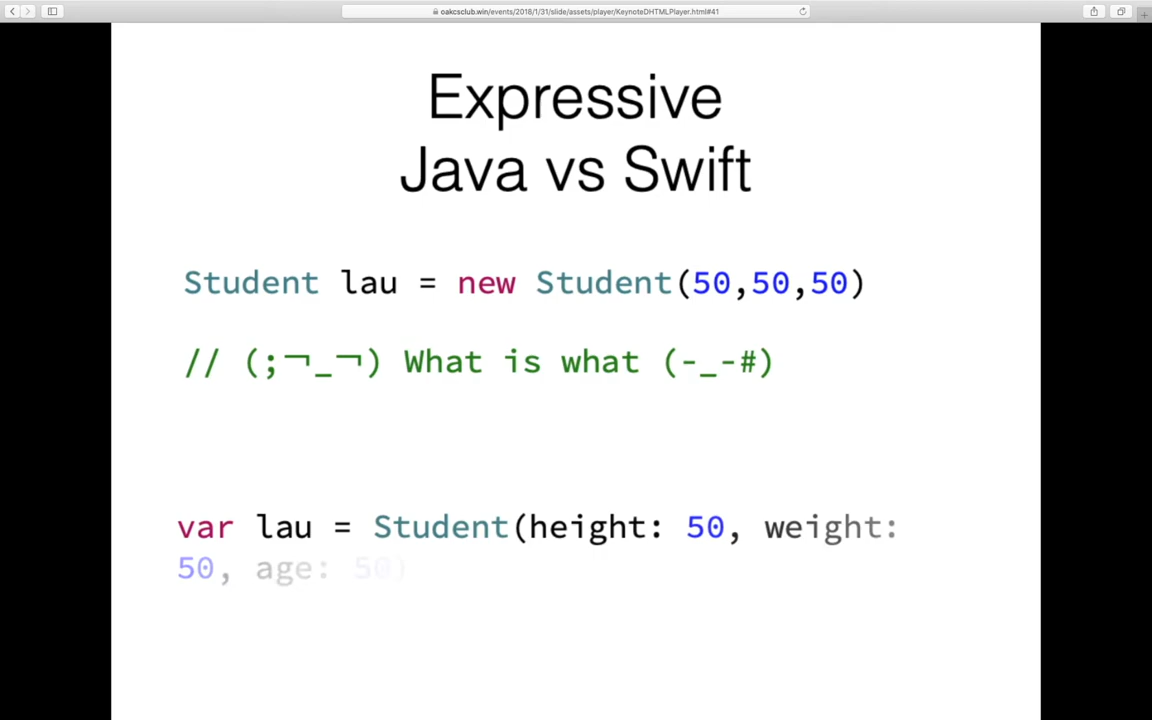 oakcsclub.win/events/2018/1/31/slide/assets/player/KeynoteDHTMLPlayer.html#41
Expressive
Java vs Swift
Student lau = new Student(50,50,50)
// (;¬_¬) What is what (-_-#)
var lau = Student(height: 50, weight:
50, age: 50)